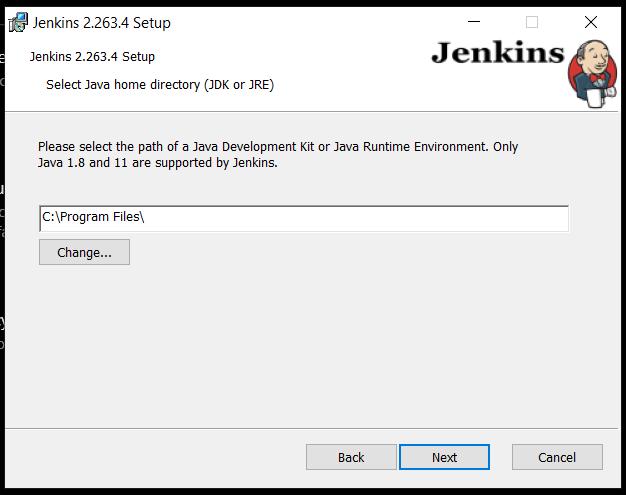 Jenkins 2.263.4 Setup
Jenkins 2.263.4 Setup
Jenkins
Select Java home directory (JDK or JRE)
Please select the path of a Java Development Kit or Java Runtime Environment. Only
Java 1.8 and 11 are supported by Jenkins.
C:\Program Files\
Change...
Back
Next
Cancel